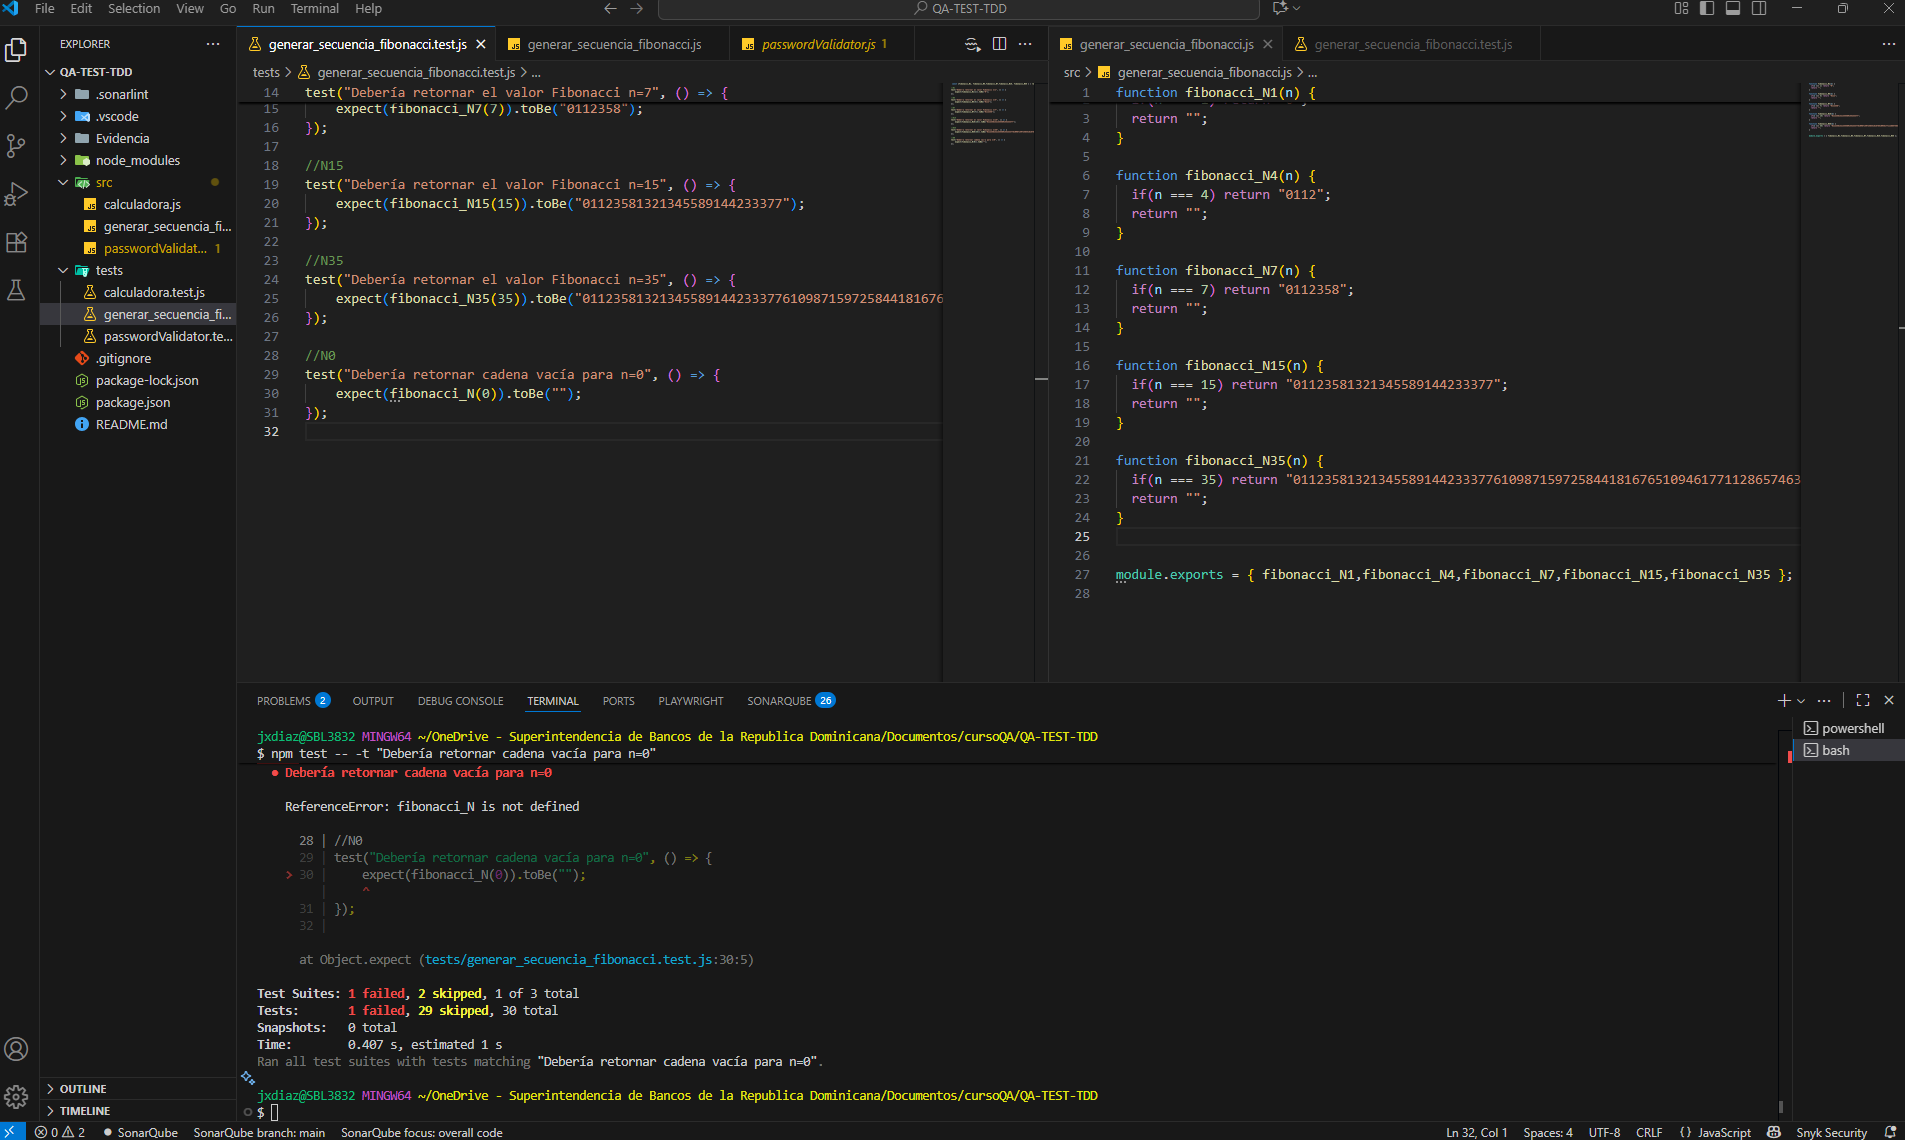 File Edit Selection View Go Run Terminal Help
QA-TEST-TDD
EXPLORER
QA-TEST-TDD
.sonarlint
.vscode
Evidencia
node_modules
src
calculadora.js
generar_secuencia_fi...
passwordValidat... 1
tests
calculadora.test.js
generar_secuencia_fi...
passwordValidator.te...
.gitignore
package-lock.json
package.json
README.md
OUTLINE
TIMELINE
generar_secuencia_fibonacci.test.js
generar_secuencia_fibonacci.js
passwordValidator.js 1
tests > generar_secuencia_fibonacci.test.js > ...
14 test("Debería retornar el valor Fibonacci n=7", () => {
15 expect(fibonacci_N7(7)).toBe("0112358");
16 });
17
18 //N15
19 test("Debería retornar el valor Fibonacci n=15", () => {
20 expect(fibonacci_N15(15)).toBe("01123581321345589144233377");
21 });
22
23 //N35
24 test("Debería retornar el valor Fibonacci n=35", () => {
25 expect(fibonacci_N35(35)).toBe("0112358132134558914423337761098715972584418167​6
26 });
27
28 //N0
29 test("Debería retornar cadena vacía para n=0", () => {
30 expect(fibonacci_N(0)).toBe("");
31 });
32
generar_secuencia_fibonacci.js
generar_secuencia_fibonacci.test.js
src > generar_secuencia_fibonacci.js > ...
1 function fibonacci_N1(n) {
3 return "";
4 }
5
6 function fibonacci_N4(n) {
7 if(n === 4) return "0112";
8 return "";
9 }
10
11 function fibonacci_N7(n) {
12 if(n === 7) return "0112358";
13 return "";
14 }
15
16 function fibonacci_N15(n) {
17 if(n === 15) return "01123581321345589144233377";
18 return "";
19 }
20
21 function fibonacci_N35(n) {
22 if(n === 35) return "011235813213455891442333776109871597258441816765109461771128657463
23 return "";
24 }
25
26
27 module.exports = { fibonacci_N1,fibonacci_N4,fibonacci_N7,fibonacci_N15,fibonacci_N35 };
28
PROBLEMS 2 OUTPUT DEBUG CONSOLE TERMINAL PORTS PLAYWRIGHT SONARQUBE 26
powershell
bash
jxdiaz@SBL3832 MINGW64 ~/OneDrive - Superintendencia de Bancos de la Republica Dominicana/Documentos/cursoQA/QA-TEST-TDD
$ npm test -- -t "Debería retornar cadena vacía para n=0"
● Debería retornar cadena vacía para n=0
ReferenceError: fibonacci_N is not defined
28 | //N0
29 | test("Debería retornar cadena vacía para n=0", () => {
> 30 | expect(fibonacci_N(0)).toBe("");
| ^
31 | });
32 |
at Object.expect (tests/generar_secuencia_fibonacci.test.js:30:5)
Test Suites: 1 failed, 2 skipped, 1 of 3 total
Tests: 1 failed, 29 skipped, 30 total
Snapshots: 0 total
Time: 0.407 s, estimated 1 s
Ran all test suites with tests matching "Debería retornar cadena vacía para n=0".
jxdiaz@SBL3832 MINGW64 ~/OneDrive - Superintendencia de Bancos de la Republica Dominicana/Documentos/cursoQA/QA-TEST-TDD
$
0 2 SonarQube SonarQube branch: main SonarQube focus: overall code Ln 32, Col 1 Spaces: 4 UTF-8 CRLF {} JavaScript Snyk Security